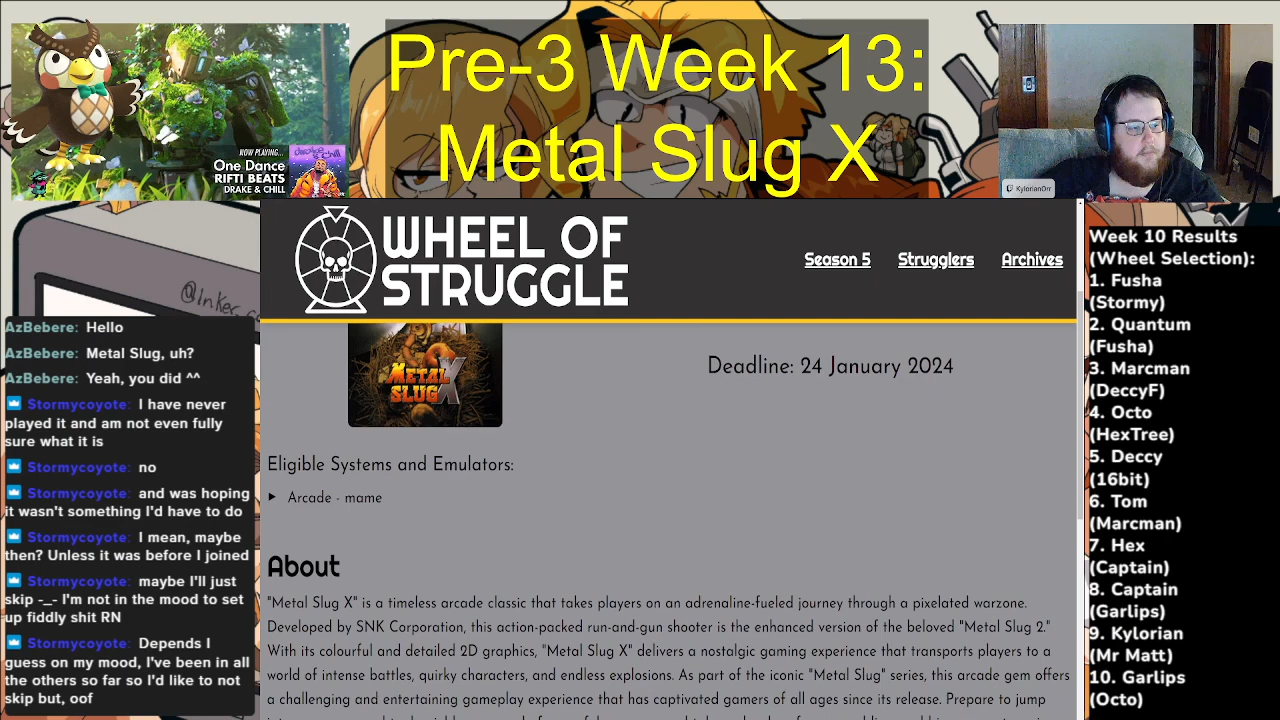 Pre-3 Week 13:
Metal Slug X
NOW PLAYING...
One Dance
RIFTI BEATS
DRAKE & CHILL
KylorianOrr
WHEEL OF
STRUGGLE
Season 5
Strugglers
Archives
METAL
SLUG X
Deadline: 24 January 2024
Eligible Systems and Emulators:
Arcade - mame
About
"Metal Slug X" is a timeless arcade classic that takes players on an adrenaline-fueled journey through a pixelated warzone.
Developed by SNK Corporation, this action-packed run-and-gun shooter is the enhanced version of the beloved "Metal Slug 2."
With its colourful and detailed 2D graphics, "Metal Slug X" delivers a nostalgic gaming experience that transports players to a
world of intense battles, quirky characters, and endless explosions. As part of the iconic "Metal Slug" series, this arcade gem offers
a challenging and entertaining gameplay experience that has captivated gamers of all ages since its release. Prepare to jump
AzBebere: Hello
AzBebere: Metal Slug, uh?
AzBebere: Yeah, you did ^^
Stormycoyote: I have never
played it and am not even fully
sure what it is
Stormycoyote: no
Stormycoyote: and was hoping
it wasn't something I'd have to do
Stormycoyote: I mean, maybe
then? Unless it was before I joined
Stormycoyote: maybe I'll just
skip -_- I'm not in the mood to set
up fiddly shit RN
Stormycoyote: Depends I
guess on my mood, I've been in all
the others so far so I'd like to not
skip but, oof
Week 10 Results
(Wheel Selection):
1. Fusha
(Stormy)
2. Quantum
(Fusha)
3. Marcman
(DeccyF)
4. Octo
(HexTree)
5. Deccy
(16bit)
6. Tom
(Marcman)
7. Hex
(Captain)
8. Captain
(Garlips)
9. Kylorian
(Mr Matt)
10. Garlips
(Octo)